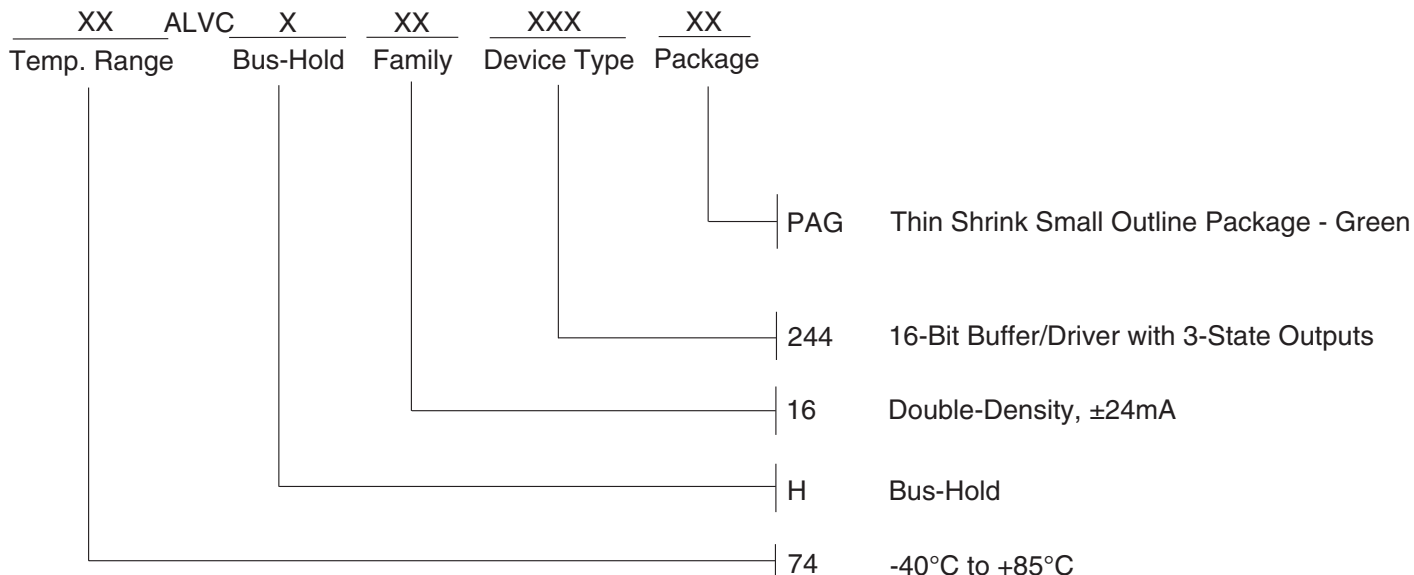 XX ALVC X XX XXX XX
Temp. Range Bus-Hold Family Device Type Package
PAG Thin Shrink Small Outline Package - Green
244 16-Bit Buffer/Driver with 3-State Outputs
16 Double-Density, ±24mA
H Bus-Hold
74 -40°C to +85°C